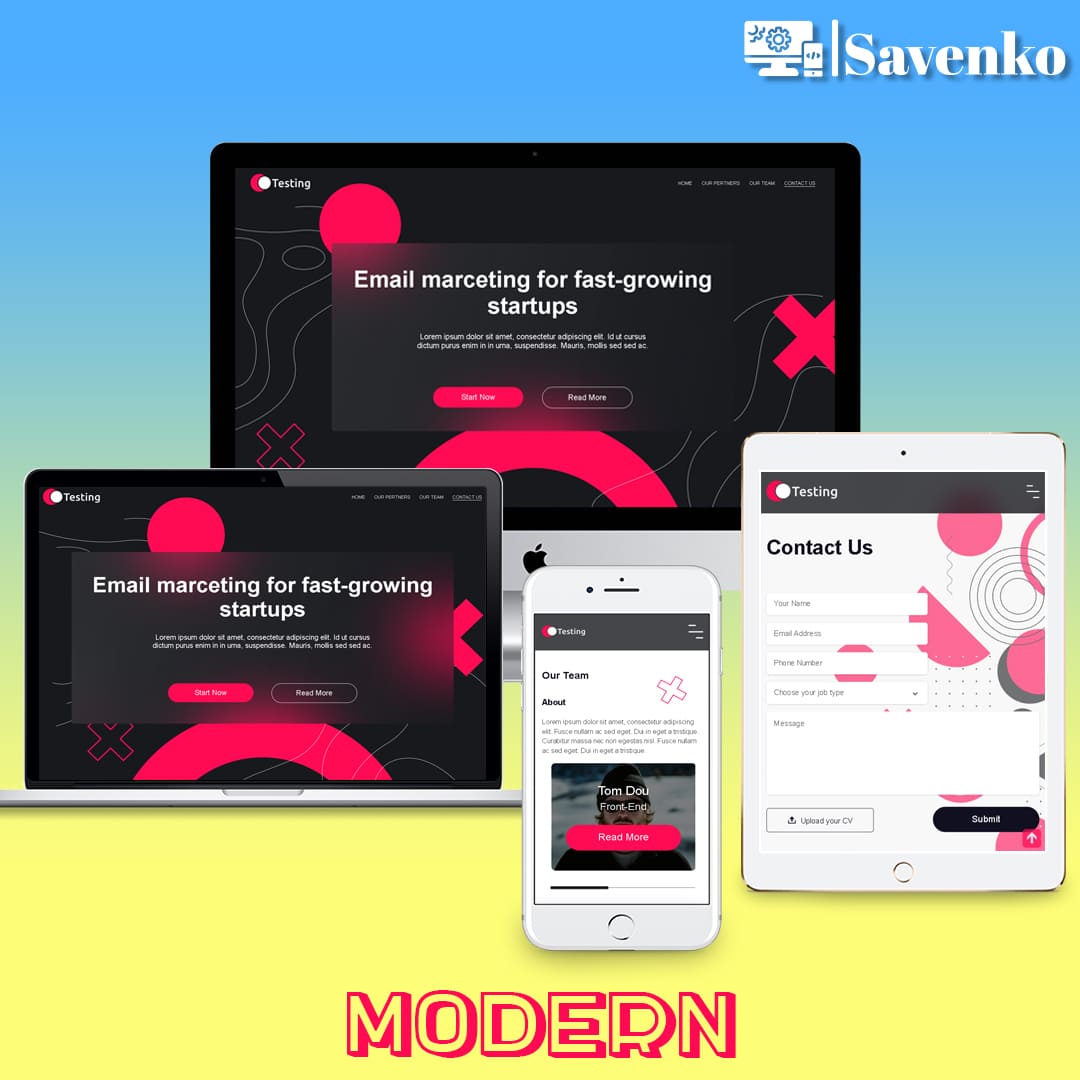 Savenko
Testing
HOME OUR PERTNERS OUR TEAM CONTACT US
Email marceting for fast-growing
startups
Lorem ipsum dolor sit amet, consectetur adipiscing elit. Id ut cursus
dictum purus enim in in urna, suspendisse. Mauris, mollis sed sed ac.
Start Now Read More
Testing
HOME OUR PERTNERS OUR TEAM CONTACT US
Email marceting for fast-growing
startups
Lorem ipsum dolor sit amet, consectetur adipiscing elit. Id ut cursus
dictum purus enim in in urna, suspendisse. Mauris, mollis sed sed ac.
Start Now Read More
Testing
Our Team
About
Lorem ipsum dolor sit amet, consectetur adipiscing
elit. Fusce nullam ac sed eget. Dui in eget a tristique.
Curabitur massa nec non egestas nisl. Fusce nullam
ac sed eget. Dui in eget a tristique.
Tom Dou
Front-End
Read More
Testing
Contact Us
Your Name
Email Address
Phone Number
Choose your job type
Message
Upload your CV
Submit
MODERN